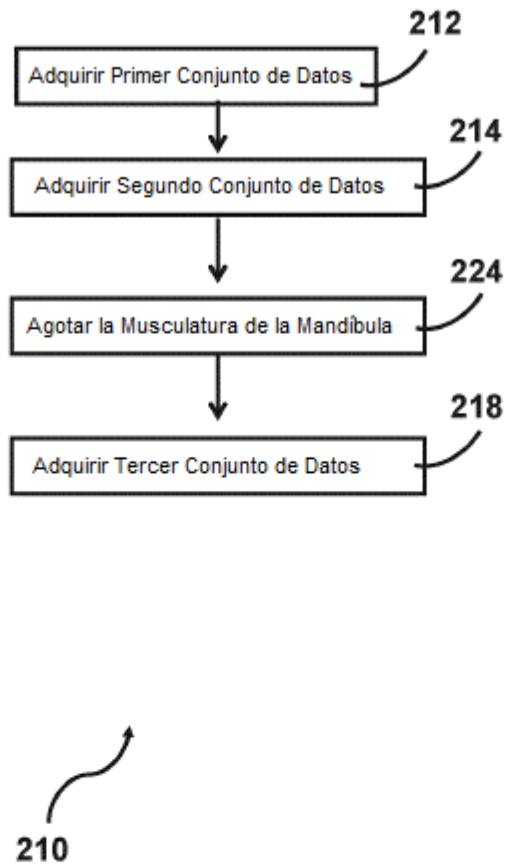 212
Adquirir Primer Conjunto de Datos
214
Adquirir Segundo Conjunto de Datos
224
Agotar la Musculatura de la Mandíbula
218
Adquirir Tercer Conjunto de Datos
210